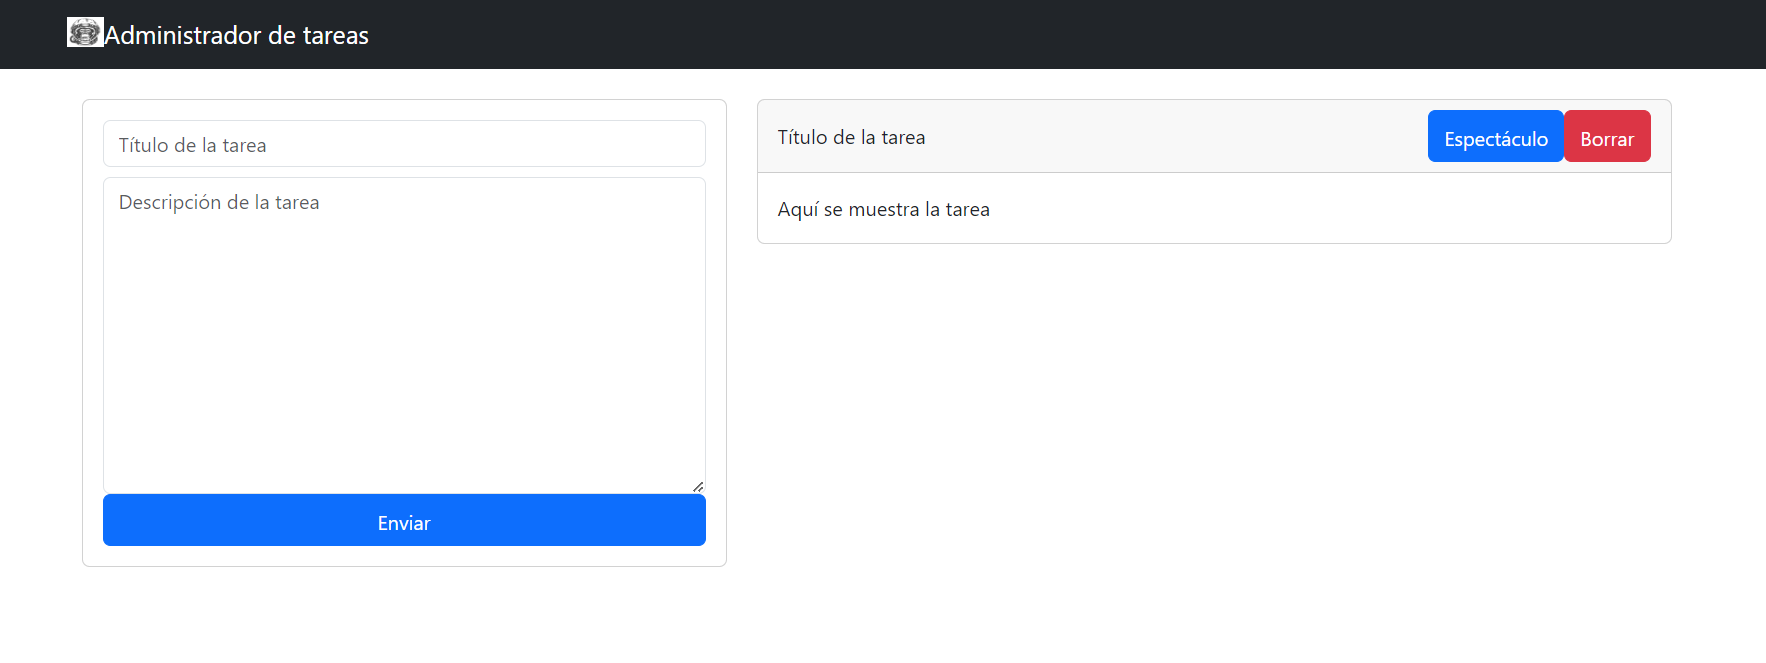 Administrador de tareas
Título de la tarea
Descripción de la tarea
Enviar
Título de la tarea
Espectáculo
Borrar
Aquí se muestra la tarea